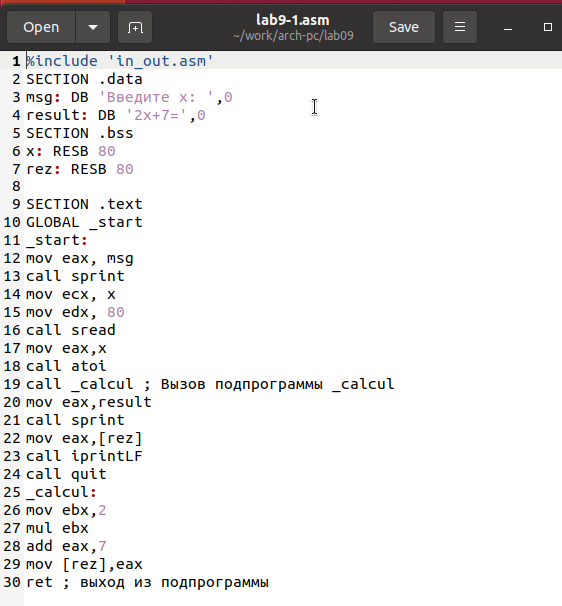 Open
lab9-1.asm
~/work/arch-pc/lab09
Save
1 %include 'in_out.asm'
2 SECTION .data
3 msg: DB 'Введите x: ',0
4 result: DB '2x+7=',0
5 SECTION .bss
6 x: RESB 80
7 rez: RESB 80
8
9 SECTION .text
10 GLOBAL _start
11 _start:
12 mov eax, msg
13 call sprint
14 mov ecx, x
15 mov edx, 80
16 call sread
17 mov eax,x
18 call atoi
19 call _calcul ; Вызов подпрограммы _calcul
20 mov eax,result
21 call sprint
22 mov eax,[rez]
23 call iprintLF
24 call quit
25 _calcul:
26 mov ebx,2
27 mul ebx
28 add eax,7
29 mov [rez],eax
30 ret ; выход из подпрограммы